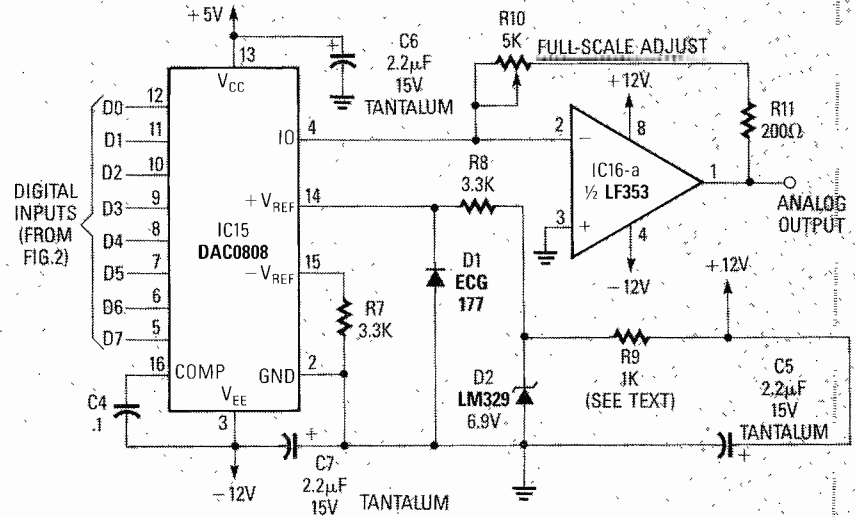 +5V
13
VCC
C6
2.2µF
15V
TANTALUM
R10
5K
FULL-SCALE ADJUST
+12V
8
R11
200Ω
DIGITAL
INPUTS
(FROM
FIG.2)
D0
12
D1
11
D2
10
D3
9
D4
8
D5
7
D6
6
D7
5
16
COMP
C4
.1
IC15
DAC0808
IO
4
+VREF
14
−VREF
15
GND
2
VEE
3
−12V
R8
3.3K
R7
3.3K
D1
ECG
177
D2
LM329
6.9V
2
−
IC16-a
½ LF353
3
+
1
4
−12V
ANALOG
OUTPUT
+12V
R9
1K
(SEE TEXT)
C5
2.2µF
15V
TANTALUM
+
+
C7
2.2µF
15V
TANTALUM
+